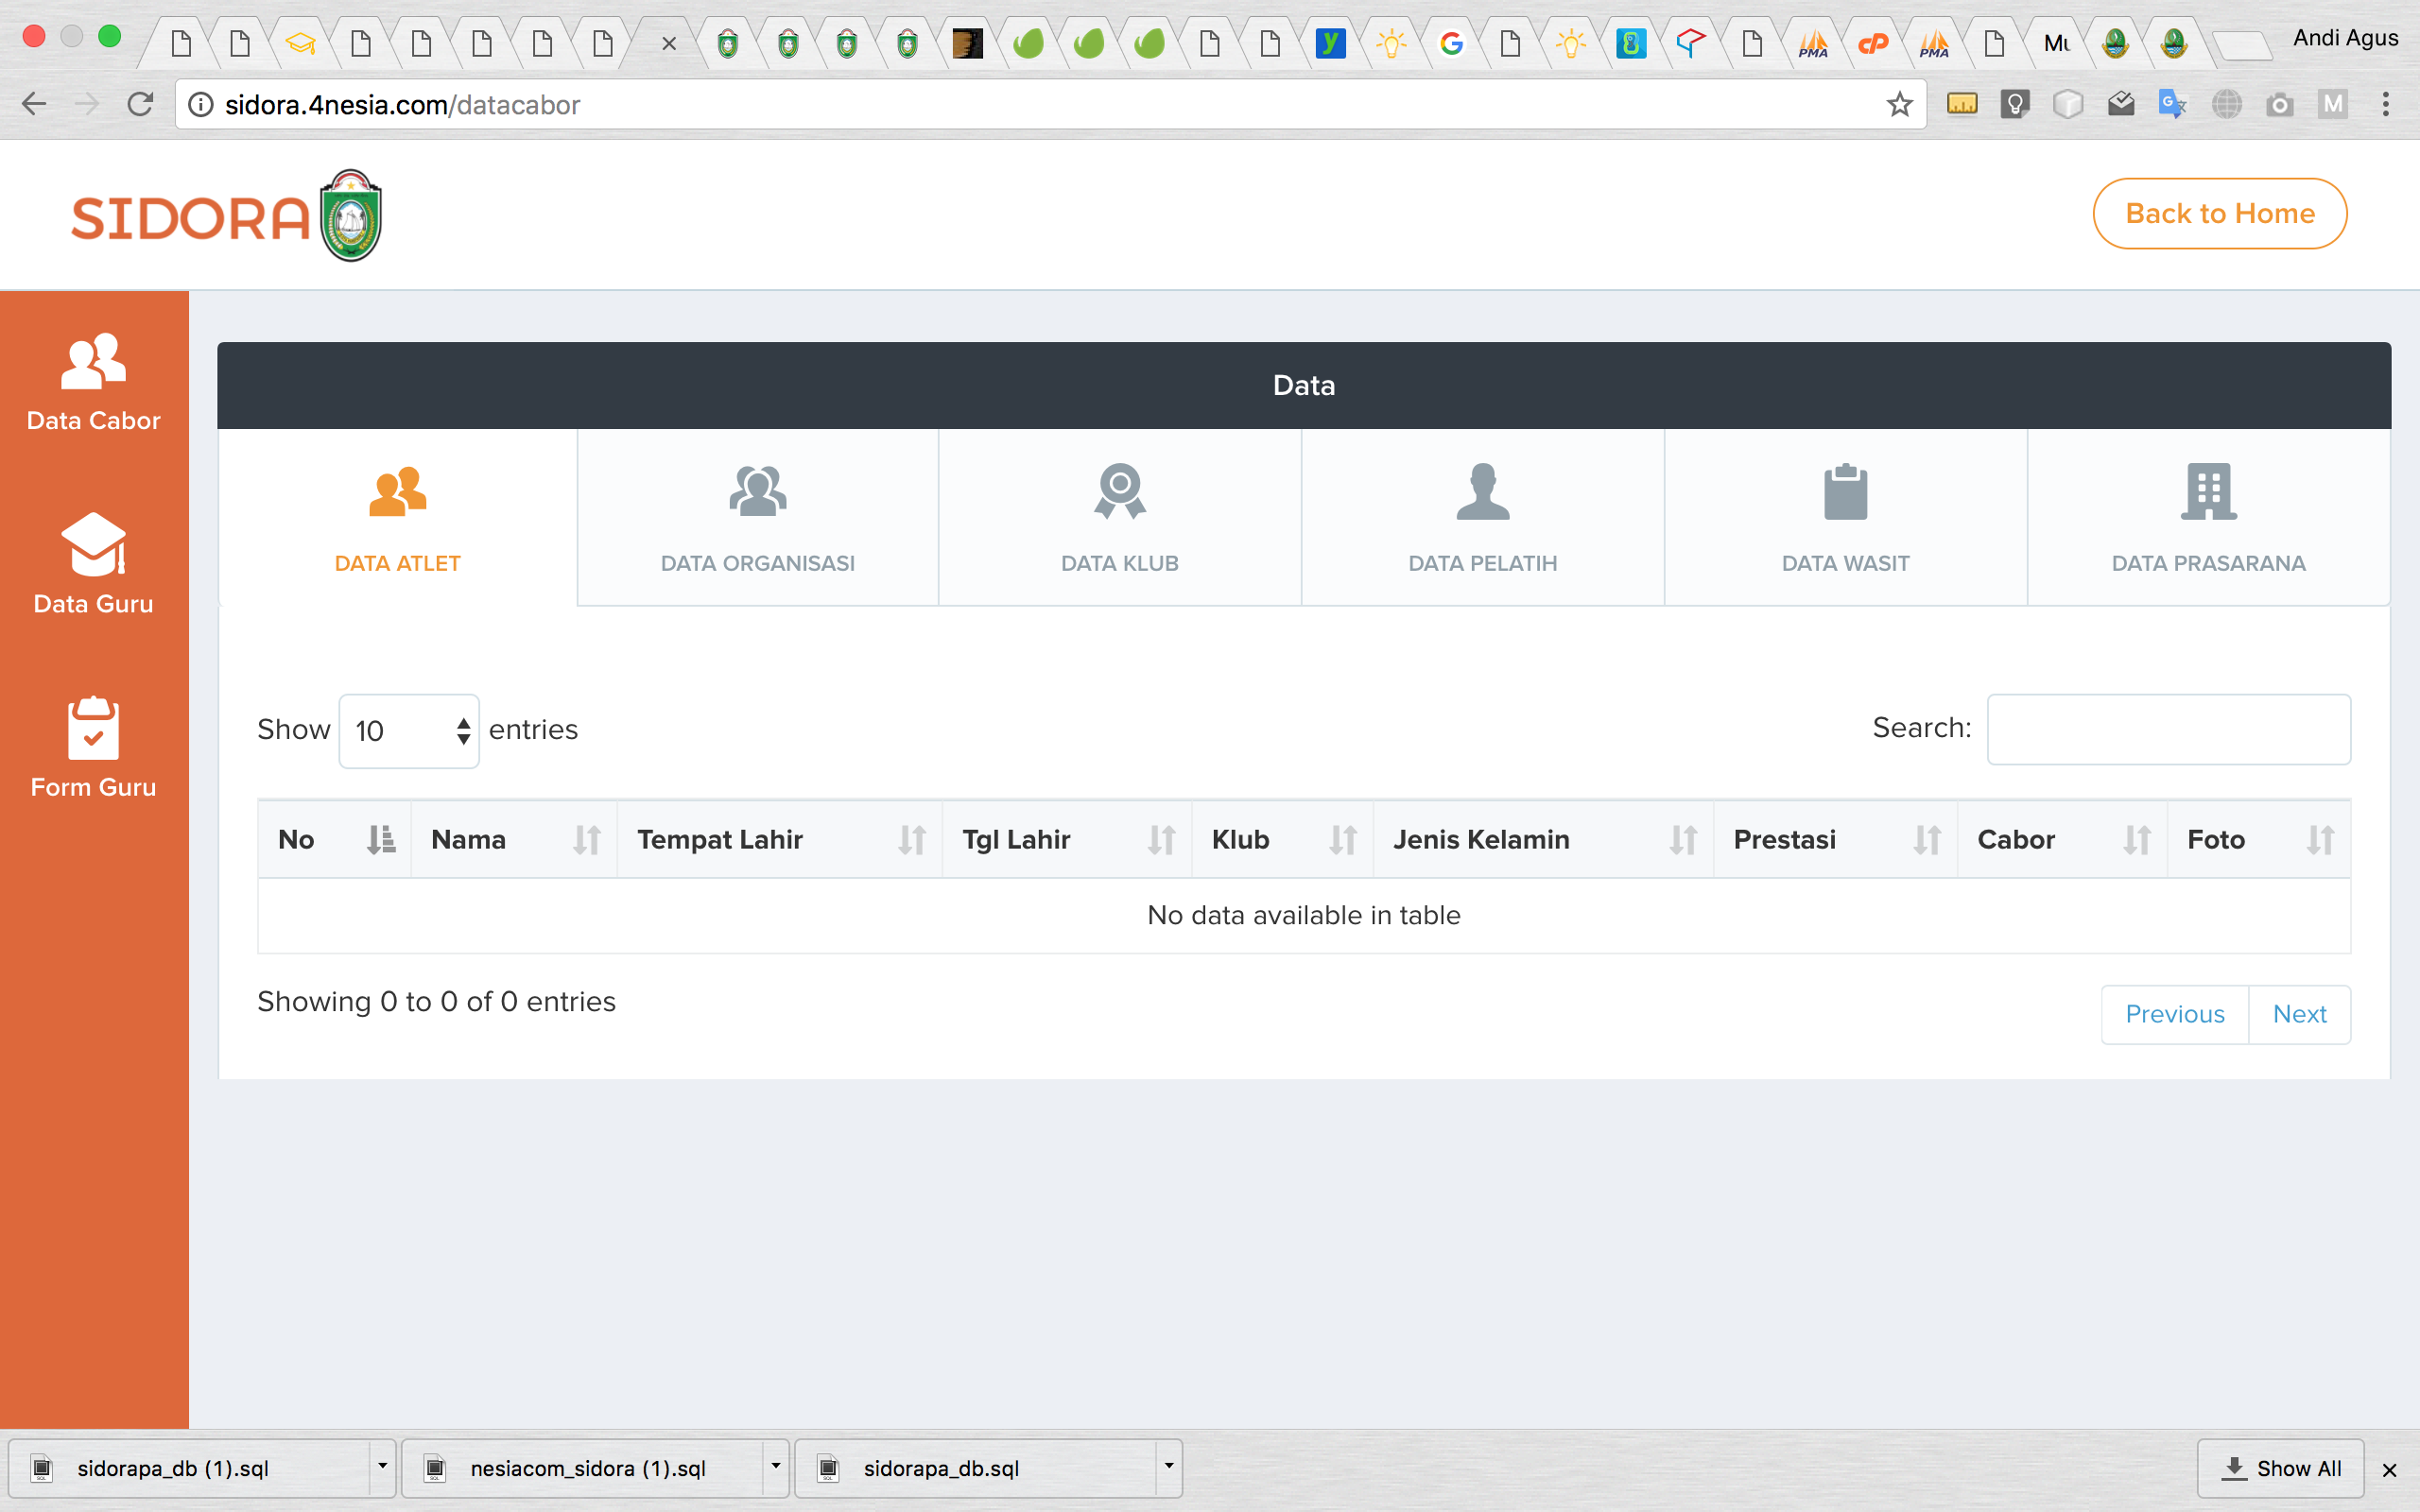 Mu
Andi Agus
sidora.4nesia.com/datacabor
SIDORA
Back to Home
Data Cabor
Data Guru
Form Guru
Data
DATA ATLET
DATA ORGANISASI
DATA KLUB
DATA PELATIH
DATA WASIT
DATA PRASARANA
Show 10 entries
Search:
No Nama Tempat Lahir Tgl Lahir Klub Jenis Kelamin Prestasi Cabor Foto
No data available in table
Showing 0 to 0 of 0 entries
Previous Next
sidorapa_db (1).sql
nesiacom_sidora (1).sql
sidorapa_db.sql
Show All